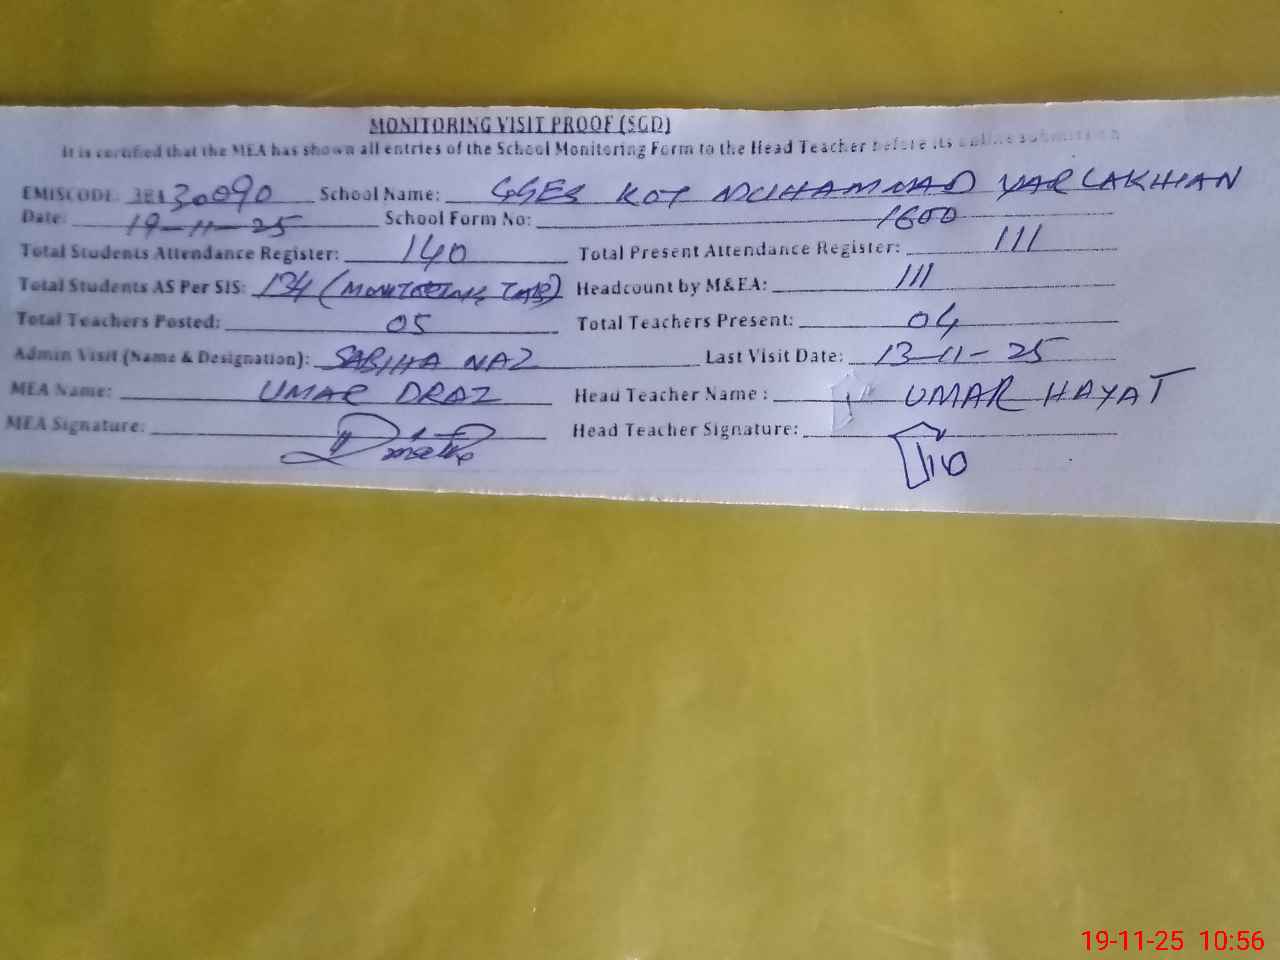 MONITORING VISIT PROOF (SGD)
It is certified that the MEA has shown all entries of the School Monitoring Form to the Head Teacher before its online submission
EMISCODE: 30090 School Name: GGES KOT MUHAMMAD YAR LAKHIAN
Date: 19-11-25 School Form No: 1600
Total Students Attendance Register: 140 Total Present Attendance Register: 111
Total Students AS Per SIS: 134 (MONITORING TAB) Headcount by M&EA: 111
Total Teachers Posted: 05 Total Teachers Present: 04
Admin Visit (Name & Designation): SABIHA NAZ Last Visit Date: 13-11-25
MEA Name: UMAR DRAZ Head Teacher Name : UMAR HAYAT
MEA Signature: Head Teacher Signature:
19-11-25 10:56